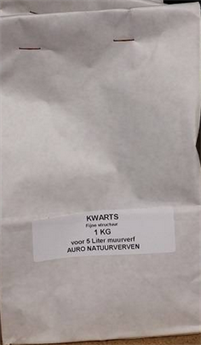 KWARTS
Fijne structuur
1 KG
voor 5 Liter muurverf
AURO NATUURVERVEN